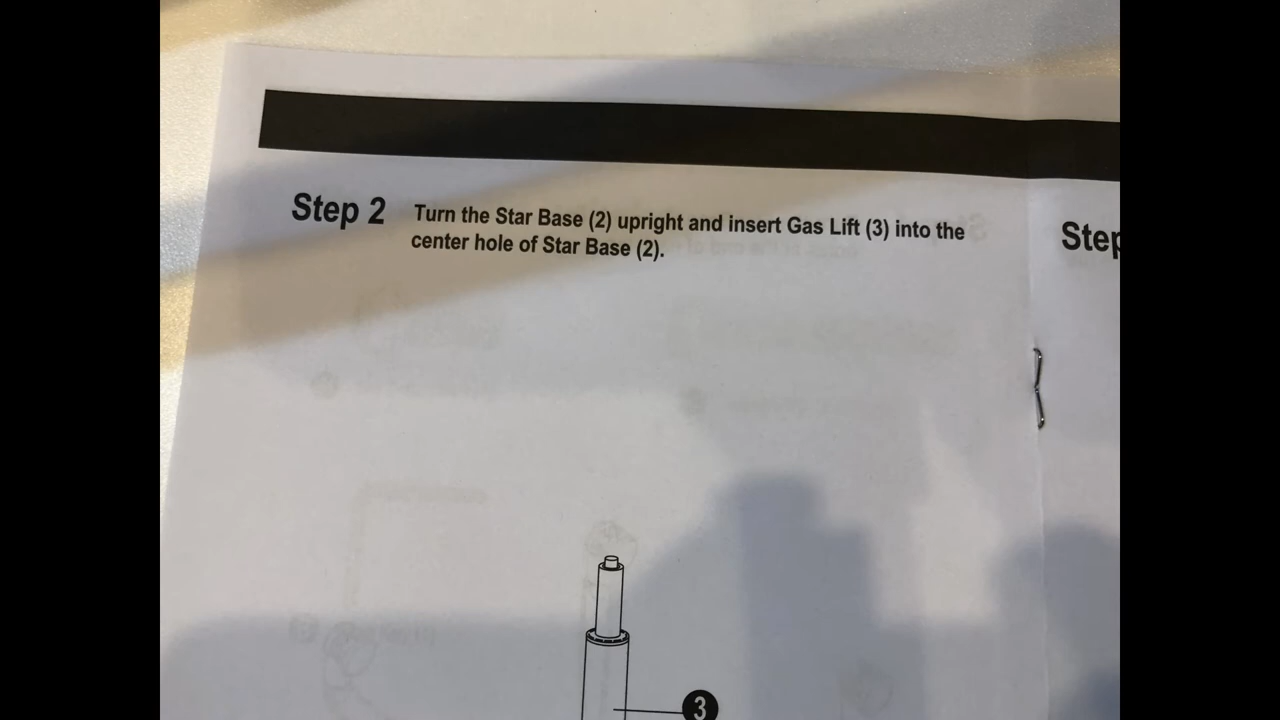 Step 2
Turn the Star Base (2) upright and insert Gas Lift (3) into the
center hole of Star Base (2).
Step
3